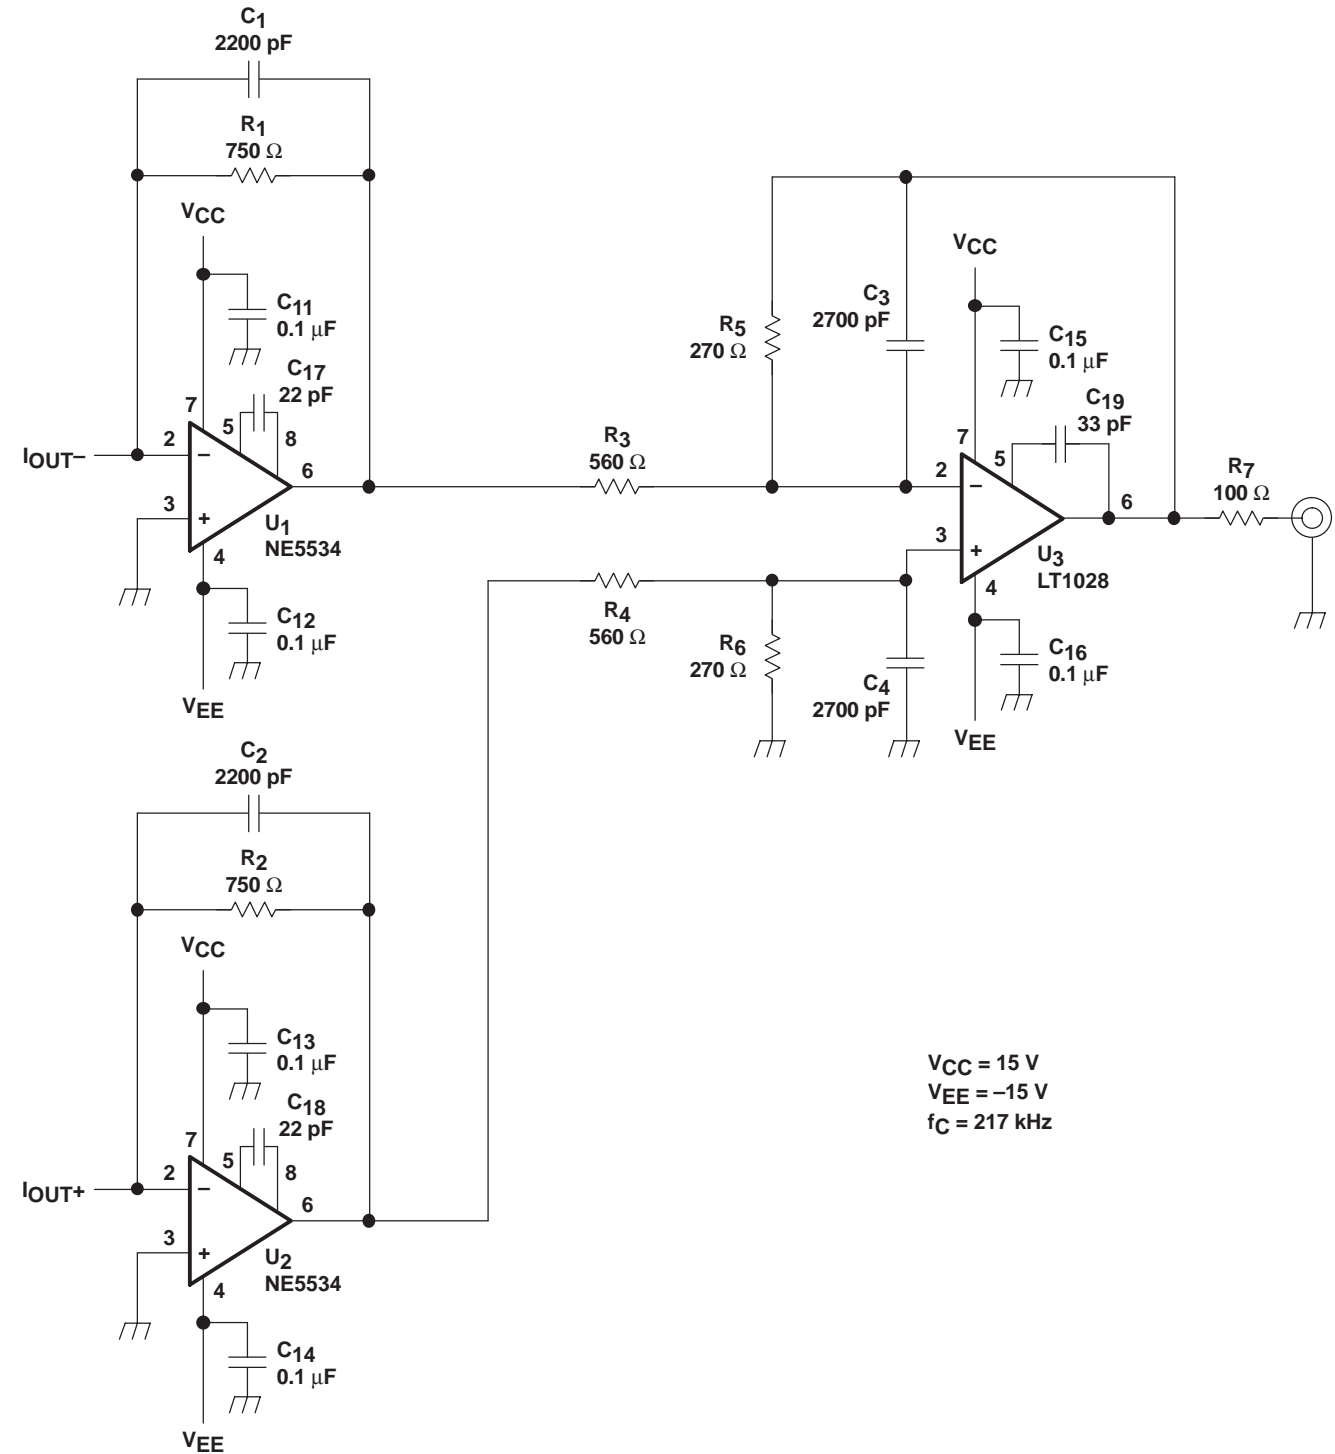 C1
2200 pF
R1
750 Ω
VCC
C11
0.1 μF
C17
22 pF
7
5
8
2
–
IOUT–
6
3
+
U1
NE5534
4
C12
0.1 μF
VEE
R3
560 Ω
R5
270 Ω
C3
2700 pF
VCC
C15
0.1 μF
C19
33 pF
7
5
2
–
6
R7
100 Ω
3
+
U3
LT1028
4
R4
560 Ω
R6
270 Ω
C4
2700 pF
C16
0.1 μF
VEE
C2
2200 pF
R2
750 Ω
VCC
C13
0.1 μF
C18
22 pF
7
5
8
2
–
IOUT+
6
3
+
U2
NE5534
4
C14
0.1 μF
VEE
VCC = 15 V
VEE = –15 V
fC = 217 kHz